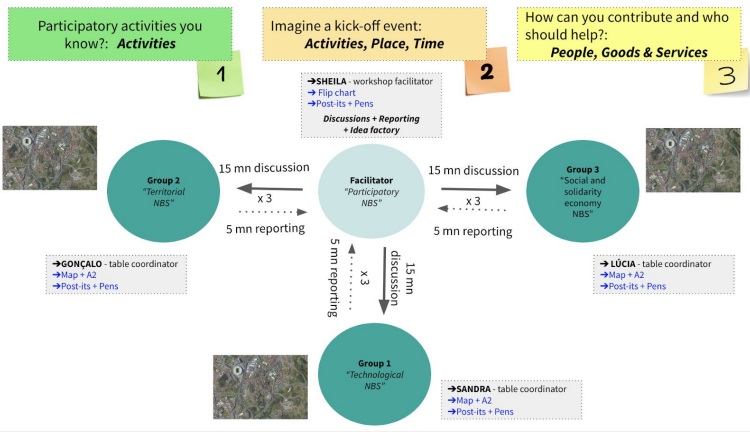 Participatory activities you
know?: Activities
1
Imagine a kick-off event:
Activities, Place, Time
2
How can you contribute and who
should help?:
People, Goods & Services
3
➔SHEILA - workshop facilitator
➔ Flip chart
➔Post-its + Pens
Discussions + Reporting
+ Idea factory
Group 2
"Territorial
NBS"
15 mn discussion
x 3
5 mn reporting
Facilitator
"Participatory
NBS"
15 mn discussion
x 3
5 mn reporting
Group 3
"Social and
solidarity
economy
NBS"
➔GONÇALO - table coordinator
➔Map + A2
➔Post-its + Pens
➔ LÚCIA - table coordinator
➔Map + A2
➔Post-its + Pens
5 mn reporting
x 3
15 mn
discussion
Group 1
"Technological
NBS"
➔SANDRA - table coordinator
➔Map + A2
➔Post-its + Pens